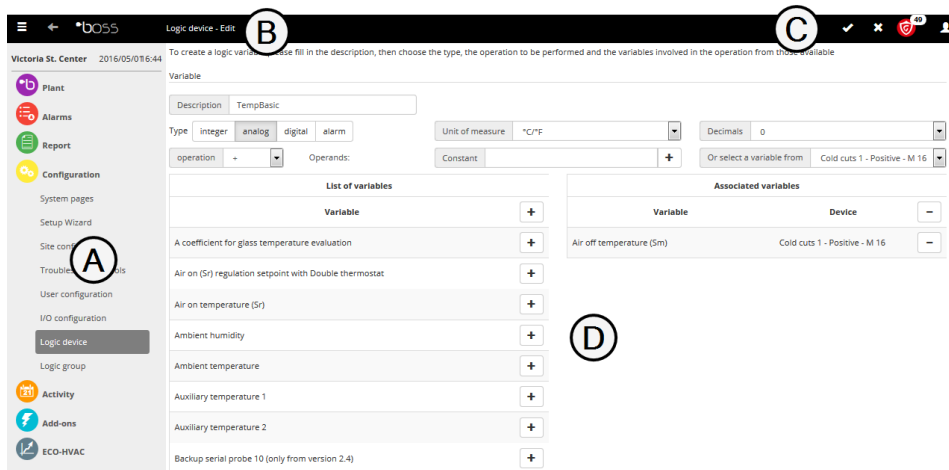 boss
Logic device - Edit
B
C
49
Victoria St. Center 2016/05/01 16:44
To create a logic variable, please fill in the description, then choose the type, the operation to be performed and the variables involved in the operation from those available
Variable
Plant
Alarms
Report
Configuration
System pages
Setup Wizard
Site
A
User configuration
I/O configuration
Logic device
Logic group
Activity
21
Add-ons
ECO-HVAC
Description TempBasic
Type integer analog digital alarm Unit of measure °C/°F Decimals 0
operation + Operands: Constant + Or select a variable from Cold cuts 1 - Positive - M 16
List of variables
Variable +
A coefficient for glass temperature evaluation +
Air on (Sr) regulation setpoint with Double thermostat +
Air on temperature (Sr) +
Ambient humidity +
Ambient temperature +
Auxiliary temperature 1 +
Auxiliary temperature 2 +
Backup serial probe 10 (only from version 2.4) +
Associated variables
Variable Device -
Air off temperature (Sm) Cold cuts 1 - Positive - M 16 -
D